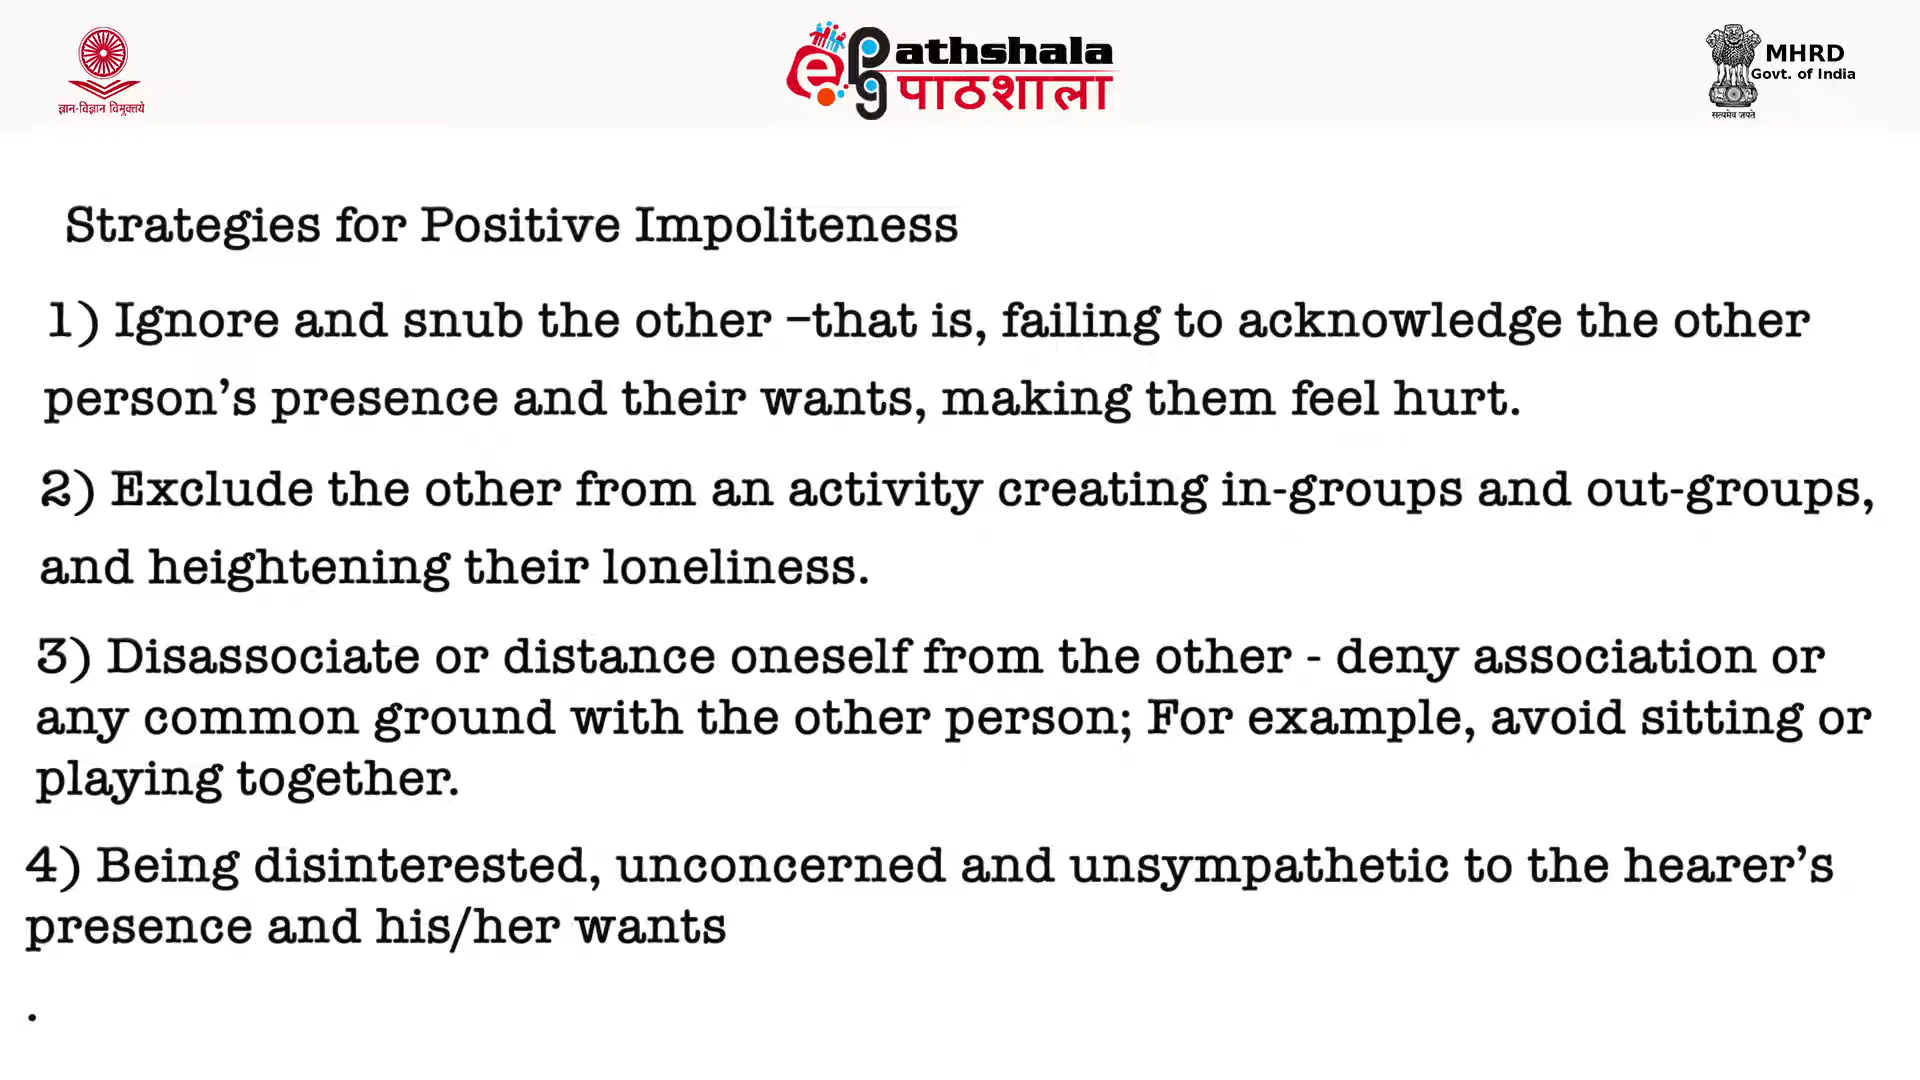 ज्ञान-विज्ञान विमुक्तये
e PG athshala
पाठशाला
MHRD
Govt. of India
सत्यमेव जयते
Strategies for Positive Impoliteness
1) Ignore and snub the other –that is, failing to acknowledge the other
person’s presence and their wants, making them feel hurt.
2) Exclude the other from an activity creating in-groups and out-groups,
and heightening their loneliness.
3) Disassociate or distance oneself from the other - deny association or
any common ground with the other person; For example, avoid sitting or
playing together.
4) Being disinterested, unconcerned and unsympathetic to the hearer’s
presence and his/her wants
.